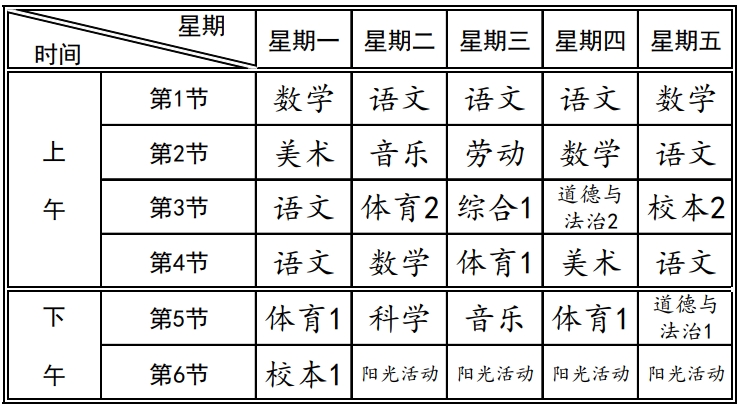 星期
时间
星期一 星期二 星期三 星期四 星期五
上午
第1节 数学 语文 语文 语文 数学
第2节 美术 音乐 劳动 数学 语文
第3节 语文 体育2 综合1 道德与法治2 校本2
第4节 语文 数学 体育1 美术 语文
下午
第5节 体育1 科学 音乐 体育1 道德与法治1
第6节 校本1 阳光活动 阳光活动 阳光活动 阳光活动